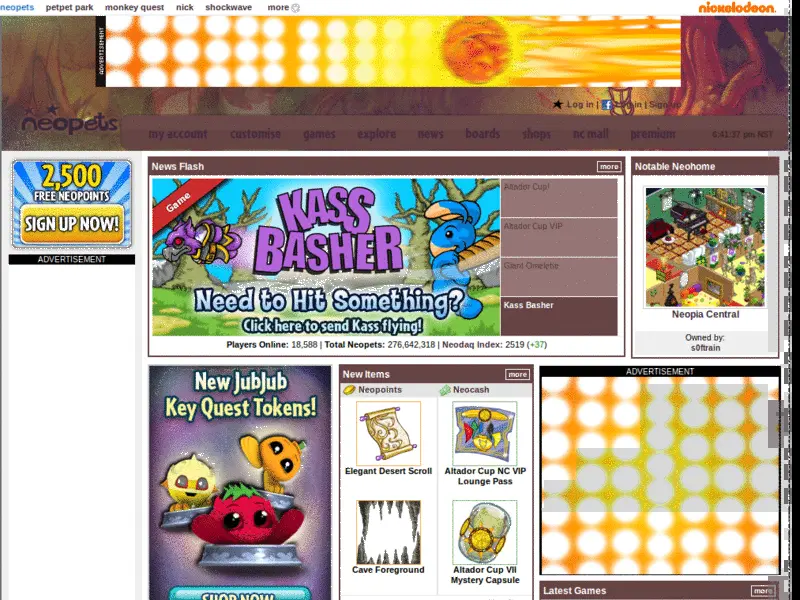 neopets petpet park monkey quest nick shockwave more
nickelodeon
ADVERTISEMENT
Log in | Log in | Sign up
neopets
my account customise games explore news boards shops nc mall premium 6:41:37 pm NST
2,500
FREE NEOPOINTS
SIGN UP NOW!
ADVERTISEMENT
News Flash more
Game
KASS
BASHER
Need to Hit Something?
Click here to send Kass flying!
Altador Cup!
Altador Cup VIP
Giant Omelette
Kass Basher
Players Online: 18,588 | Total Neopets: 276,642,318 | Neodaq Index: 2519 (+37)
Notable Neohome
Neopia Central
Owned by:
s0ftrain
New JubJub
Key Quest Tokens!
SHOP NOW
New Items more
Neopoints Neocash
Elegant Desert Scroll
Altador Cup NC VIP
Lounge Pass
Cave Foreground
Altador Cup VII
Mystery Capsule
ADVERTISEMENT
Latest Games more